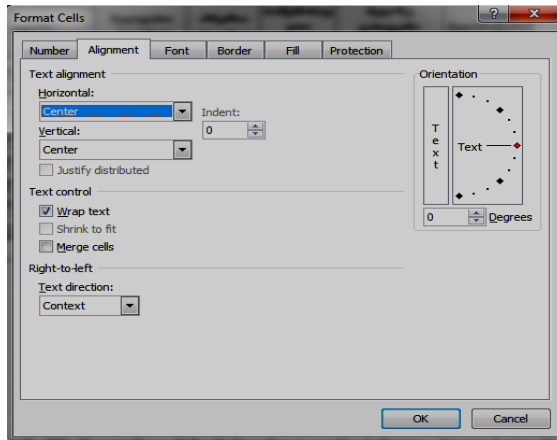 Format Cells
Number Alignment Font Border Fill Protection
Text alignment
Horizontal:
Center
Indent:
0
Vertical:
Center
Justify distributed
Text control
Wrap text
Shrink to fit
Merge cells
Right-to-left
Text direction:
Context
Orientation
Text
Text
0 Degrees
OK Cancel